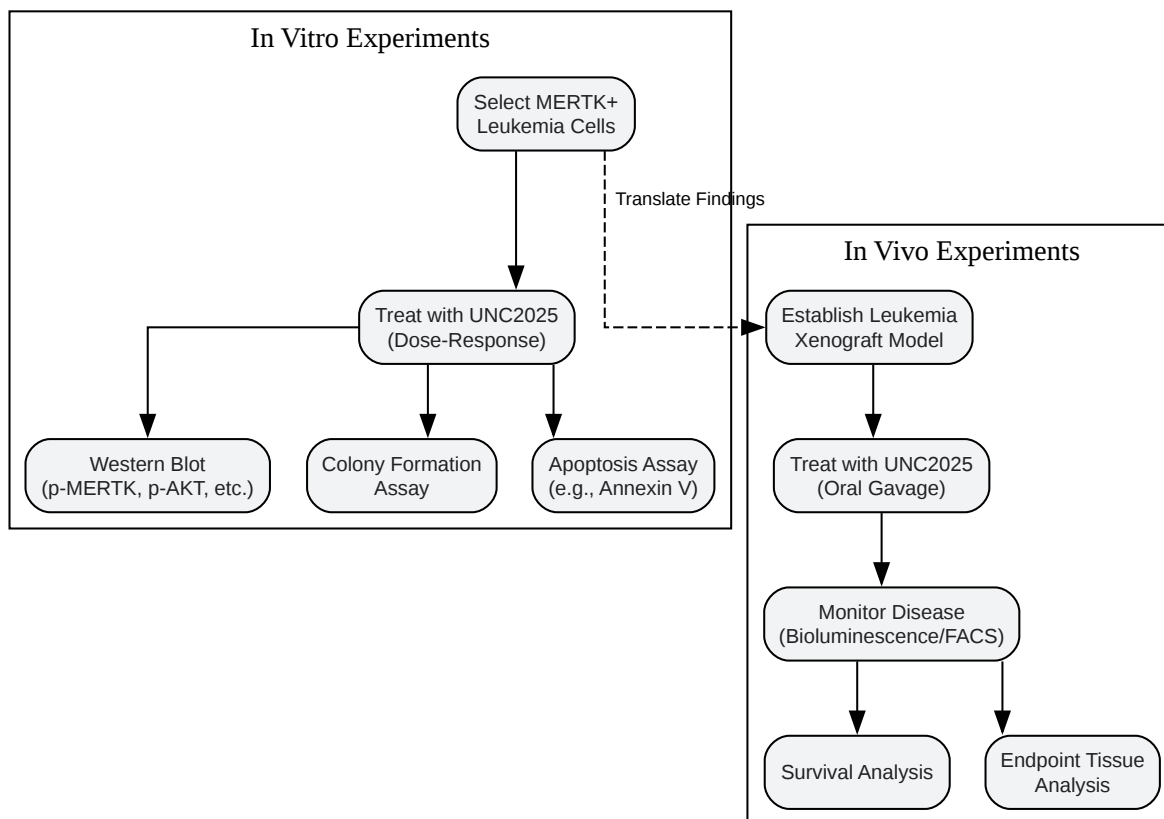 In Vitro Experiments
Select MERTK+
Leukemia Cells
Translate Findings
Treat with UNC2025
(Dose-Response)
Western Blot
(p-MERTK, p-AKT, etc.)
Colony Formation
Assay
Apoptosis Assay
(e.g., Annexin V)
In Vivo Experiments
Establish Leukemia
Xenograft Model
Treat with UNC2025
(Oral Gavage)
Monitor Disease
(Bioluminescence/FACS)
Survival Analysis
Endpoint Tissue
Analysis